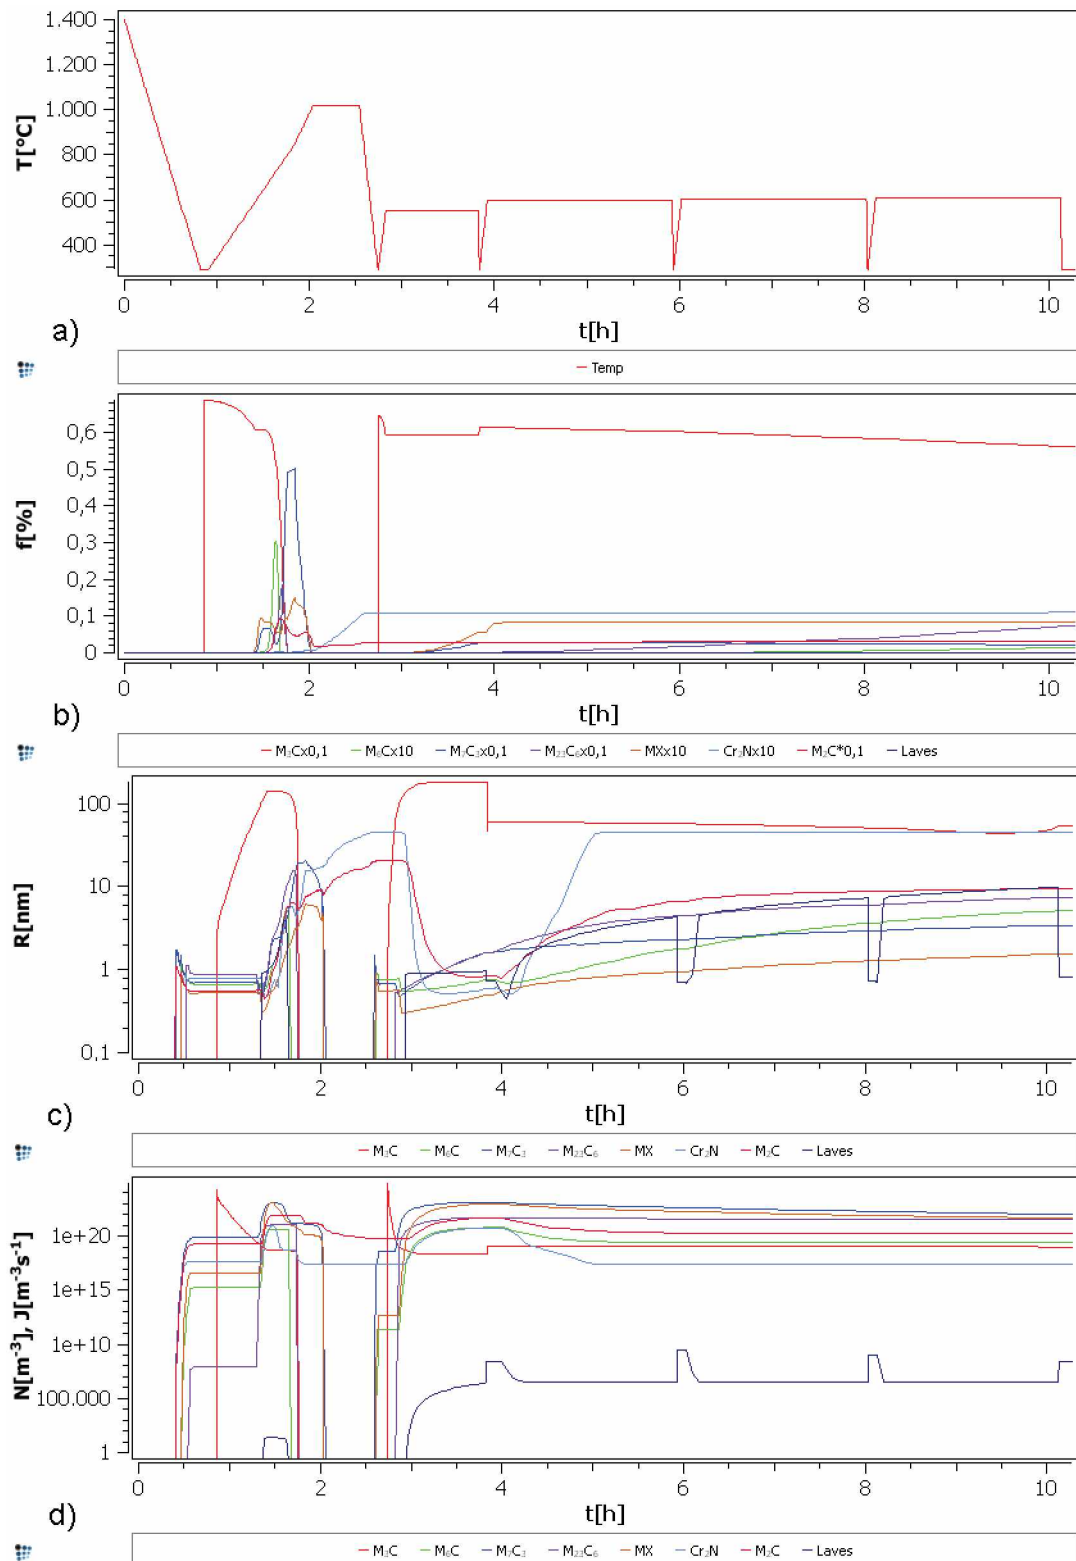 1.400
1.200
1.000
800
600
400
T[°C]
0 2 4 6 8 10
t[h]
a)
Temp
0,6
0,5
0,4
0,3
0,2
0,1
0
f[%]
0 2 4 6 8 10
t[h]
b)
M₃Cx0,1 M₆Cx10 M₇C₃x0,1 M₂₃C₆x0,1 MXx10 Cr₂Nx10 M₂C*0,1 Laves
100
10
1
0,1
R[nm]
0 2 4 6 8 10
t[h]
c)
M₃C M₆C M₇C₃ M₂₃C₆ MX Cr₂N M₂C Laves
1e+20
1e+15
1e+10
100.000
1
N[m⁻³], J[m⁻³s⁻¹]
0 2 4 6 8 10
t[h]
d)
M₃C M₆C M₇C₃ M₂₃C₆ MX Cr₂N M₂C Laves